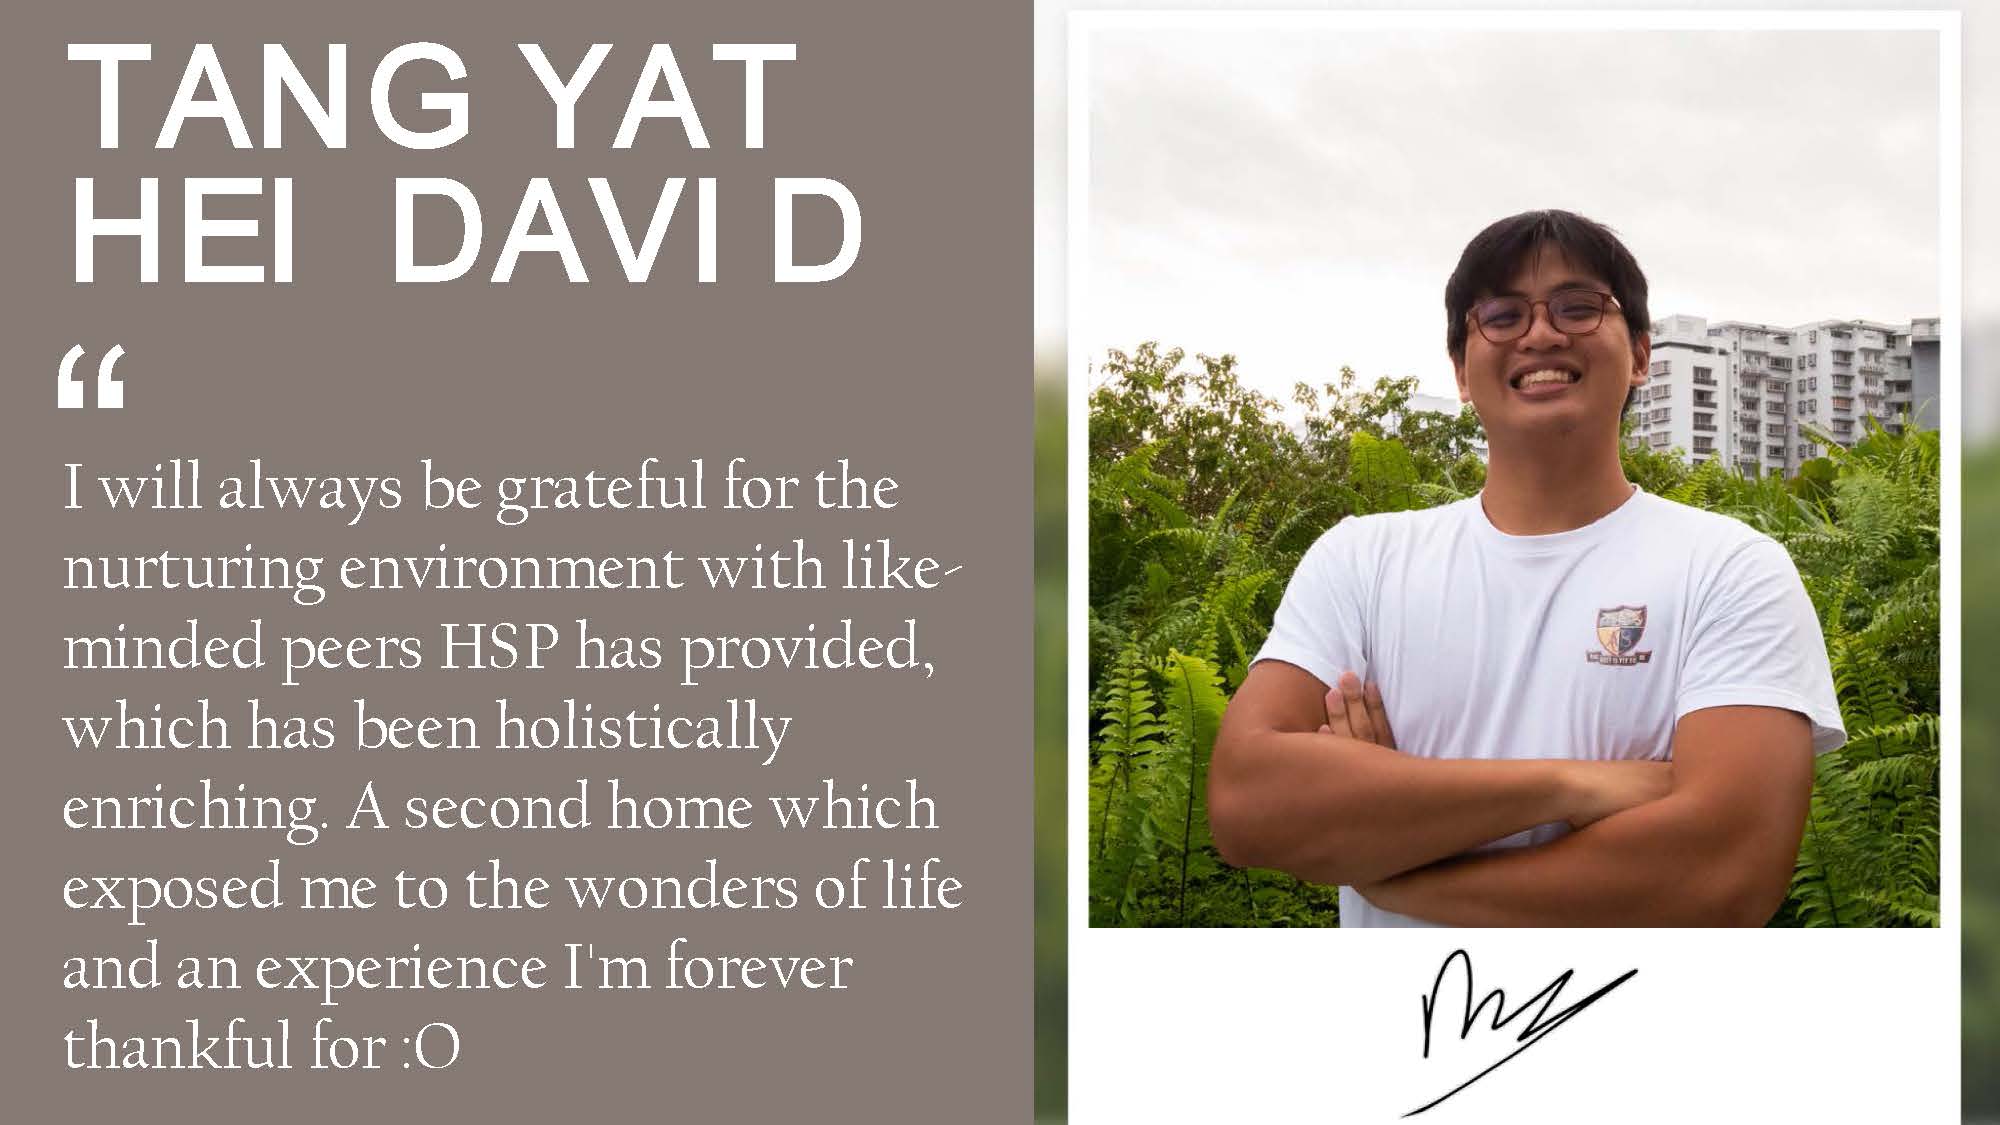 TANG YAT
HEI DAVI D
“
I will always be grateful for the
nurturing environment with like-
minded peers HSP has provided,
which has been holistically
enriching. A second home which
exposed me to the wonders of life
and an experience I'm forever
thankful for :O